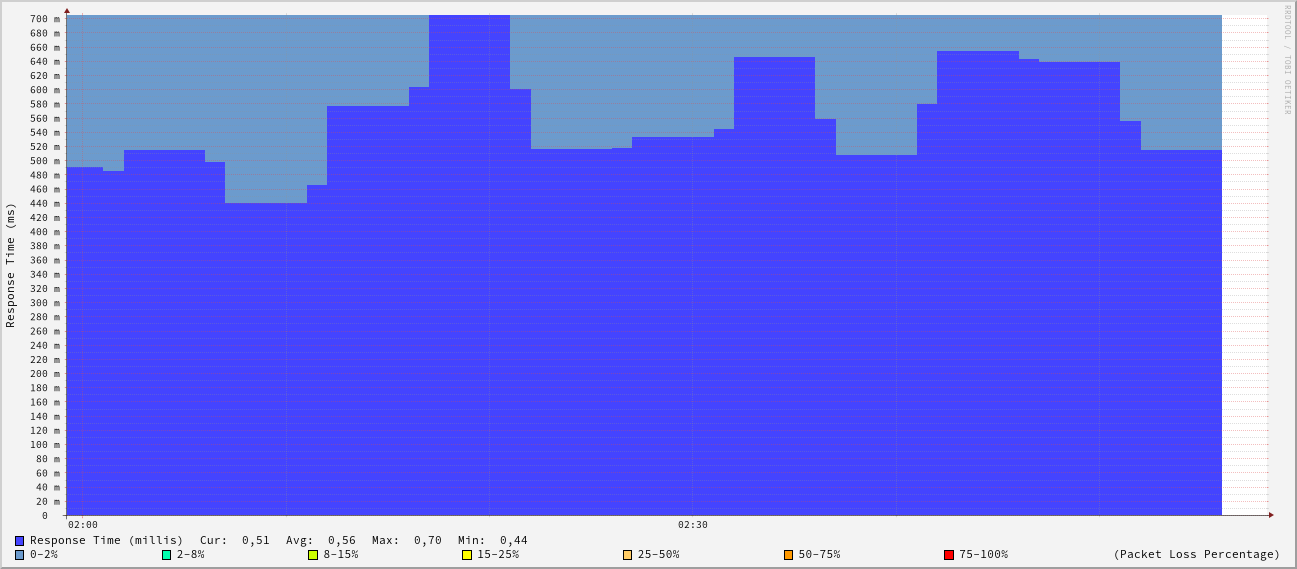 RRDTOOL / TOBI OETIKER
Response Time (ms)
700 m
680 m
660 m
640 m
620 m
600 m
580 m
560 m
540 m
520 m
500 m
480 m
460 m
440 m
420 m
400 m
380 m
360 m
340 m
320 m
300 m
280 m
260 m
240 m
220 m
200 m
180 m
160 m
140 m
120 m
100 m
80 m
60 m
40 m
20 m
0
02:00 02:30
Response Time (millis) Cur: 0,51 Avg: 0,56 Max: 0,70 Min: 0,44
0-2% 2-8% 8-15% 15-25% 25-50% 50-75% 75-100% (Packet Loss Percentage)